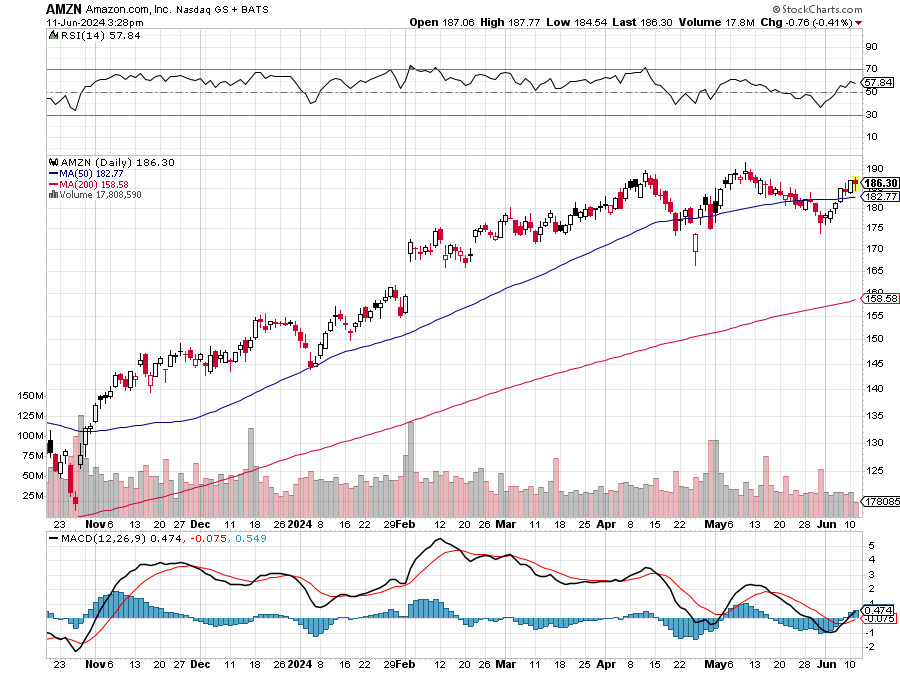 AMZN Amazon.com, Inc. Nasdaq GS + BATS © StockCharts.com
11-Jun-2024 3:28pm Open 187.06 High 187.77 Low 184.54 Last 186.30 Volume 17.8M Chg -0.76 (-0.41%)
RSI(14) 57.84
90
70
57.84
50
30
10
AMZN (Daily) 186.30
MA(50) 182.77
MA(200) 158.58
Volume 17,808,590
190
186.30
182.77
180
175
170
165
160
158.58
155
150
145
140
150M
135
125M
100M
130
75M
125
50M
25M
178085
23 Nov 6 13 20 27 Dec 11 18 26 2024 8 16 22 29 Feb 12 20 26 Mar 11 18 25 Apr 8 15 22 May 6 13 20 28 Jun 10
MACD(12,26,9) 0.474, -0.075, 0.549
5
4
3
2
1
0.474
-0.075
-1
-2
23 Nov 6 13 20 27 Dec 11 18 26 2024 8 16 22 29 Feb 12 20 26 Mar 11 18 25 Apr 8 15 22 May 6 13 20 28 Jun 10